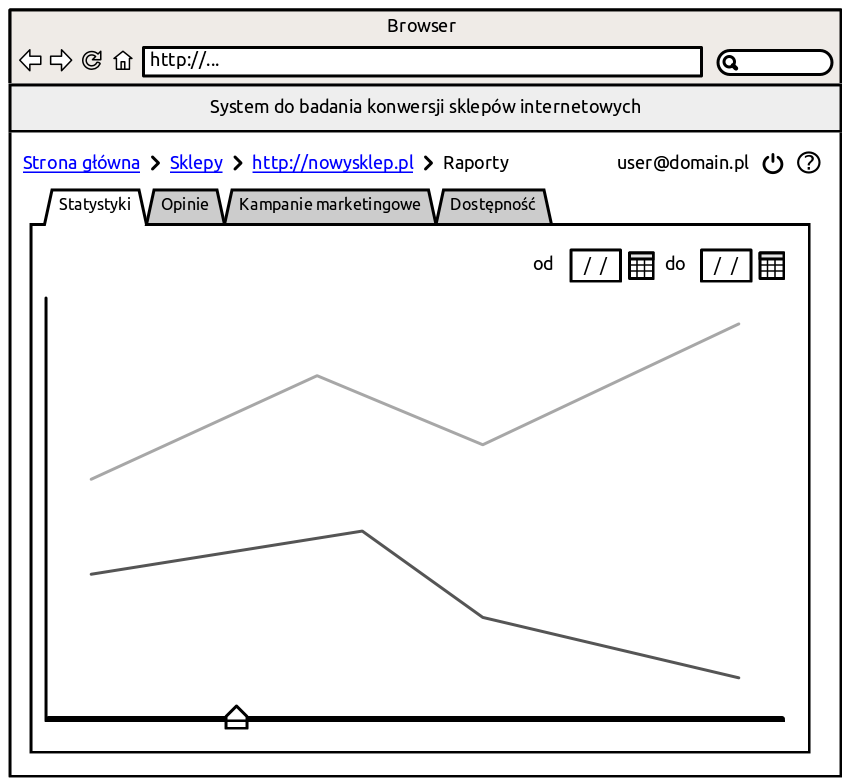 Browser
http://...
System do badania konwersji sklepów internetowych
Strona główna > Sklepy > http://nowysklep.pl > Raporty user@domain.pl ?
Statystyki Opinie Kampanie marketingowe Dostępność
od / / do / /